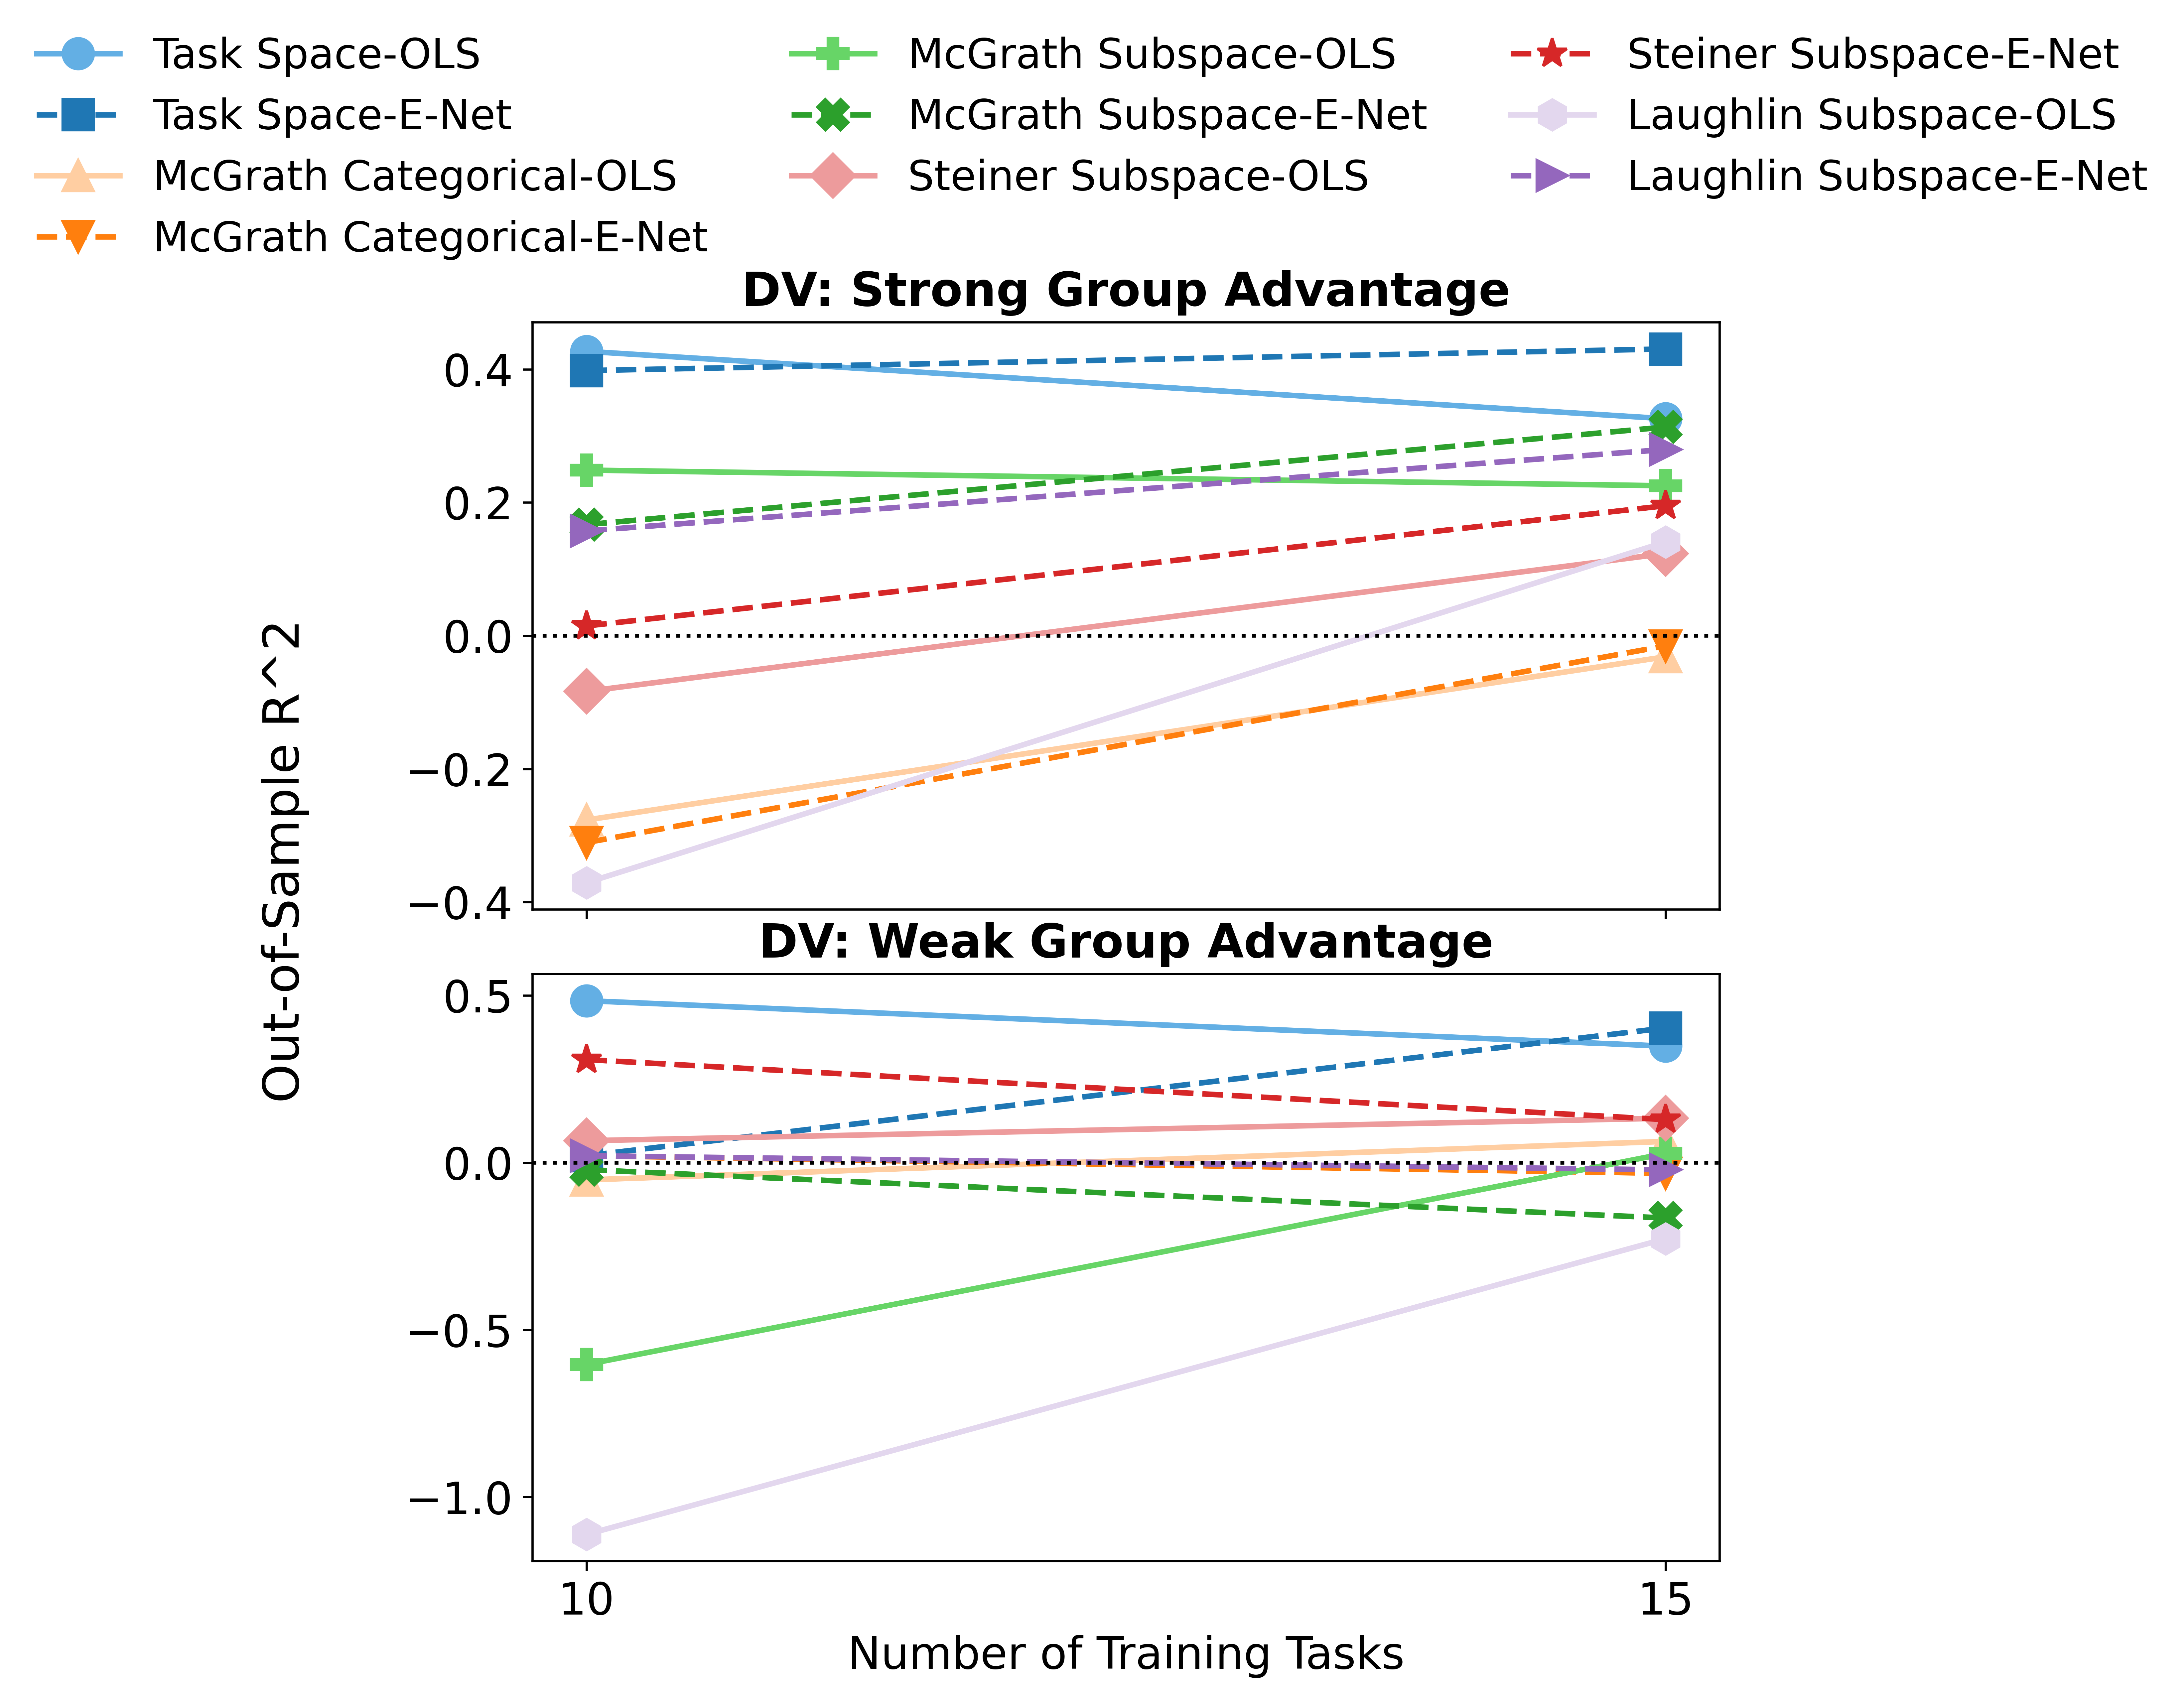 Task Space-OLS
Task Space-E-Net
McGrath Categorical-OLS
McGrath Categorical-E-Net
McGrath Subspace-OLS
McGrath Subspace-E-Net
Steiner Subspace-OLS
Steiner Subspace-E-Net
Laughlin Subspace-OLS
Laughlin Subspace-E-Net
DV: Strong Group Advantage
0.4
0.2
0.0
−0.2
−0.4
Out-of-Sample R^2
DV: Weak Group Advantage
0.5
0.0
−0.5
−1.0
10
15
Number of Training Tasks